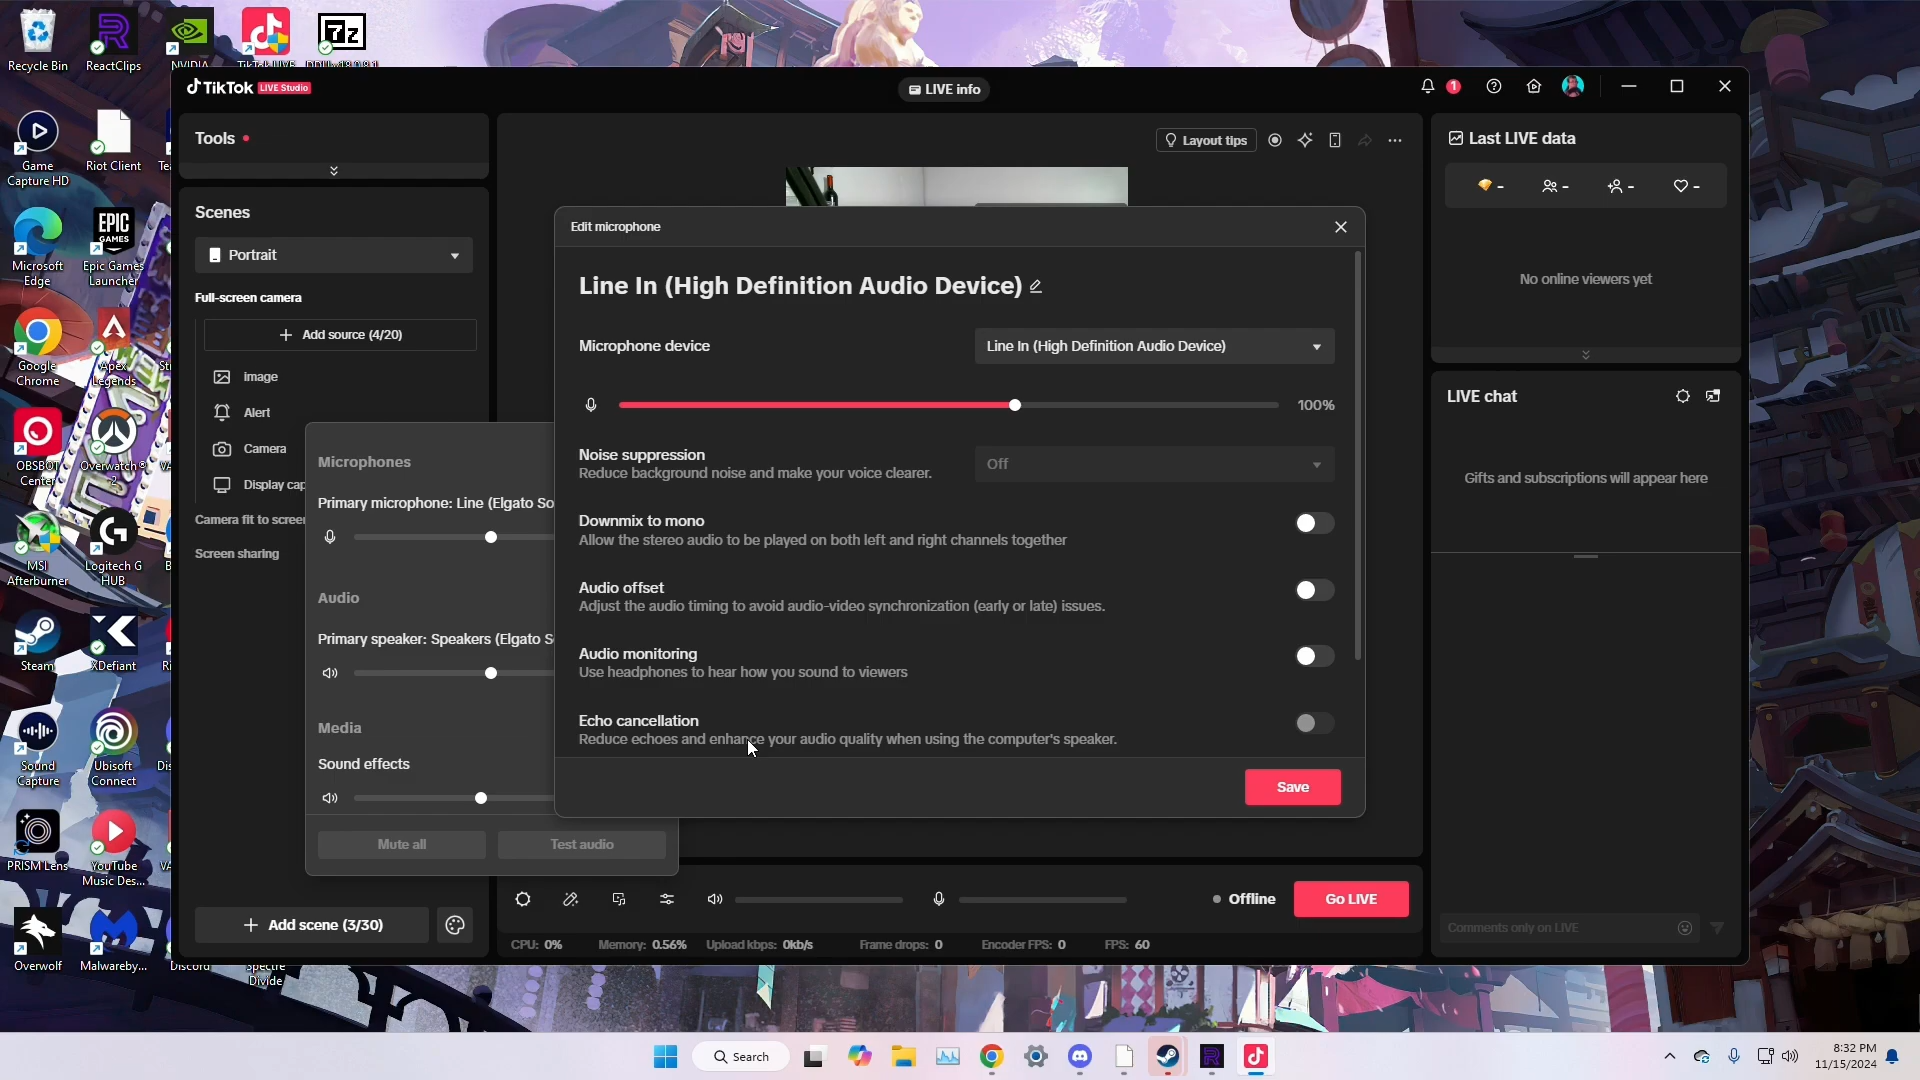 Recycle Bin
ReactClips
NVIDIA
Game
Capture HD
Riot Client
Microsoft
Edge
EPIC
GAMES
Epic Games
Launcher
Google
Chrome
Apex
Legends
OBSBOT
Center
Overwatch®
2
MSI
Afterburner
Logitech G
HUB
Steam
XDefiant
Sound
Capture
Ubisoft
Connect
PRISM Lens
YouTube
Music Des...
Overwolf
Malwareby...
Discord
Spectre
Divide
TikTok LIVE Studio
LIVE info
1
Tools
Scenes
Portrait
Full-screen camera
Add source (4/20)
image
Alert
Camera
Display cap
Camera fit to screen
Screen sharing
Add scene (3/30)
Microphones
Primary microphone: Line (Elgato So
Audio
Primary speaker: Speakers (Elgato S
Media
Sound effects
Mute all
Test audio
Layout tips
Edit microphone
Line In (High Definition Audio Device)
Microphone device
Line In (High Definition Audio Device)
100%
Noise suppression
Reduce background noise and make your voice clearer.
Off
Downmix to mono
Allow the stereo audio to be played on both left and right channels together
Audio offset
Adjust the audio timing to avoid audio-video synchronization (early or late) issues.
Audio monitoring
Use headphones to hear how you sound to viewers
Echo cancellation
Reduce echoes and enhance your audio quality when using the computer's speaker.
Save
Offline
Go LIVE
CPU: 0%
Memory: 0.56%
Upload kbps: 0kb/s
Frame drops: 0
Encoder FPS: 0
FPS: 60
Last LIVE data
-
-
-
-
No online viewers yet
LIVE chat
Gifts and subscriptions will appear here
Comments only on LIVE
Search
8:32 PM
11/15/2024